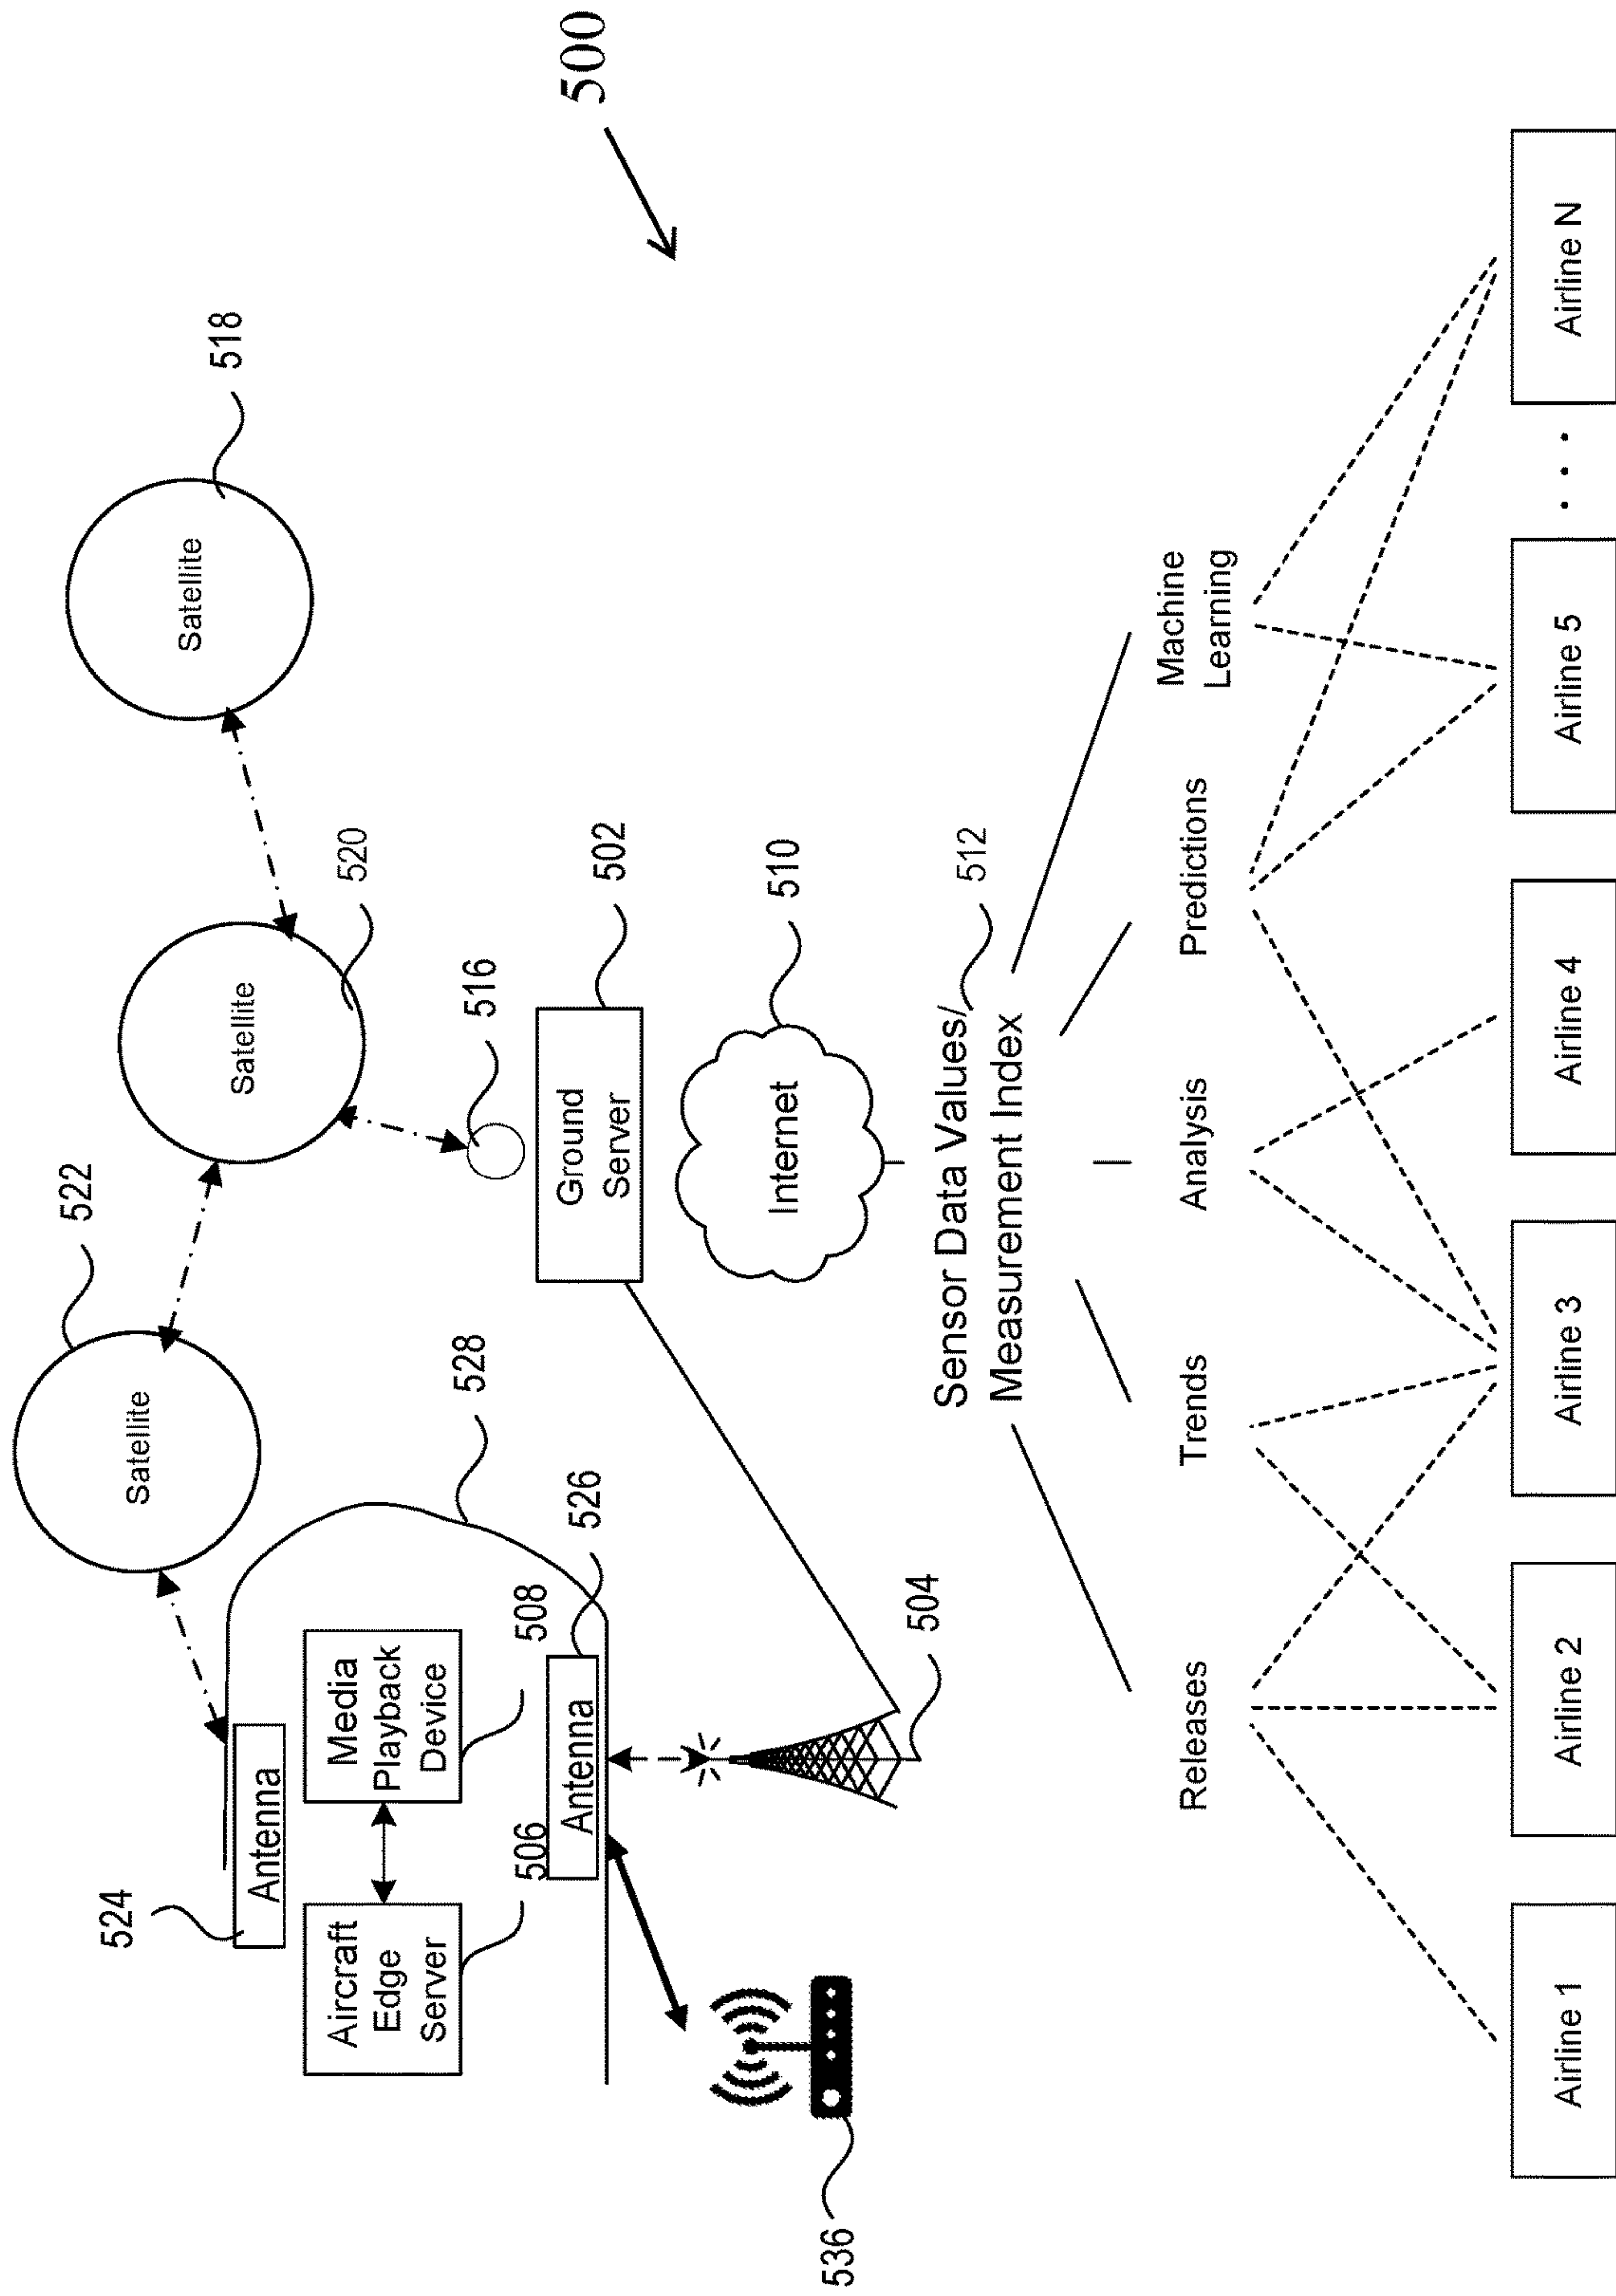 500
522
518
Satellite
Satellite
Satellite
520
524
Antenna
528
516
Aircraft
Edge
Server
Media
Playback
Device
506
508
526
Antenna
Ground
Server
502
536
504
Internet
510
Sensor Data Values/
Measurement Index
512
Releases
Trends
Analysis
Predictions
Machine
Learning
Airline 1
Airline 2
Airline 3
Airline 4
Airline 5
. . .
Airline N